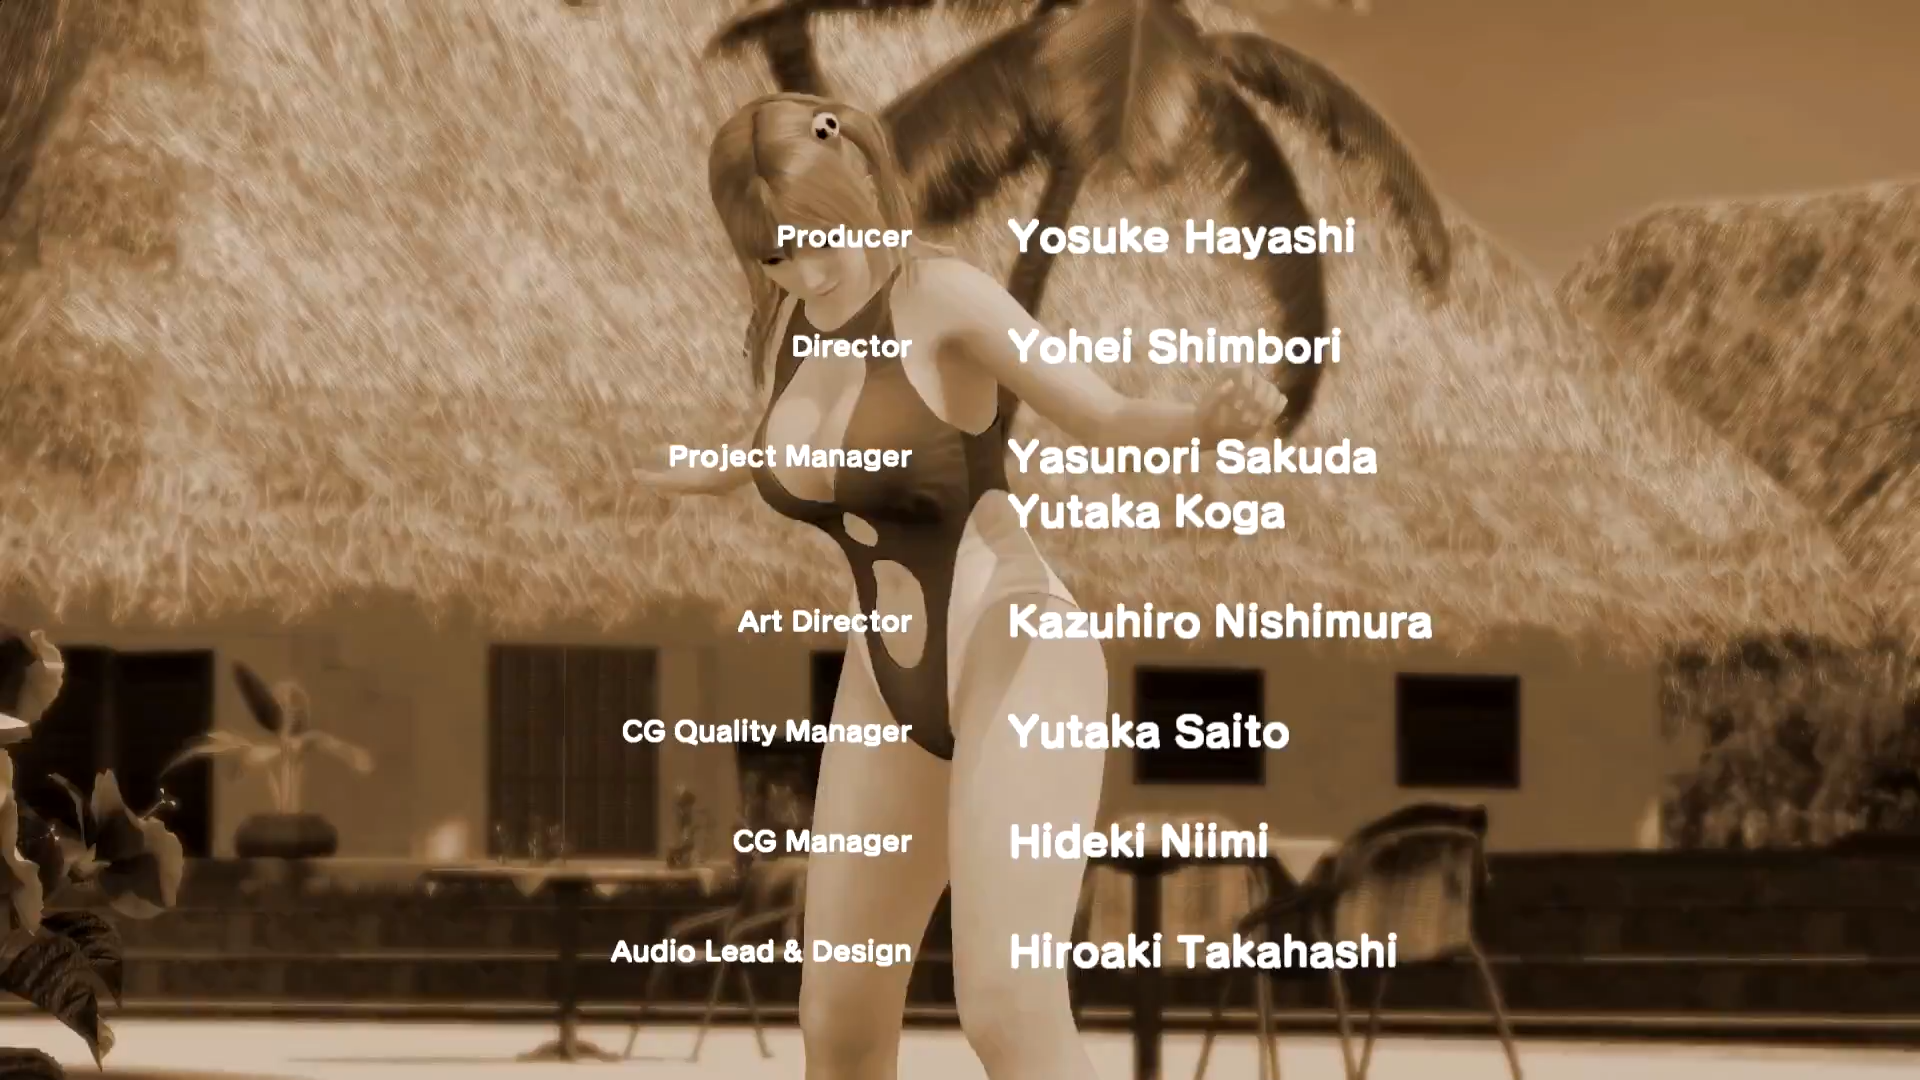 Producer Yosuke Hayashi
Director Yohei Shimbori
Project Manager Yasunori Sakuda
Yutaka Koga
Art Director Kazuhiro Nishimura
CG Quality Manager Yutaka Saito
CG Manager Hideki Niimi
Audio Lead & Design Hiroaki Takahashi